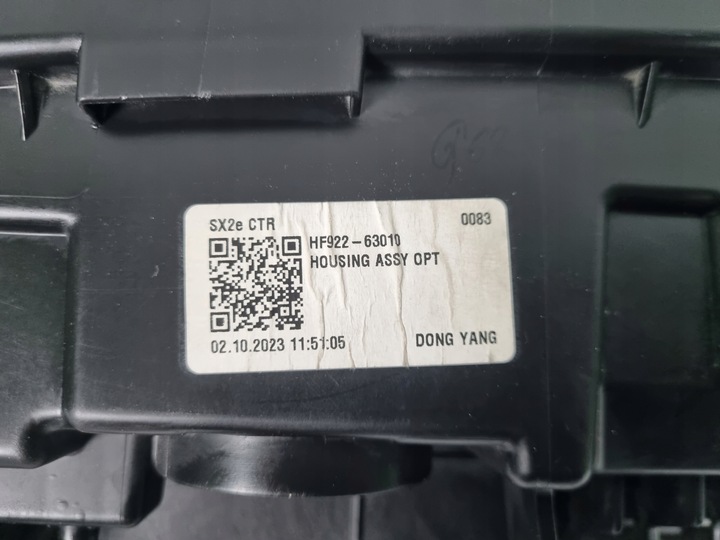 SX2e CTR 0083
HF922-63010
HOUSING ASSY OPT
02.10.2023 11:51:05 DONG YANG